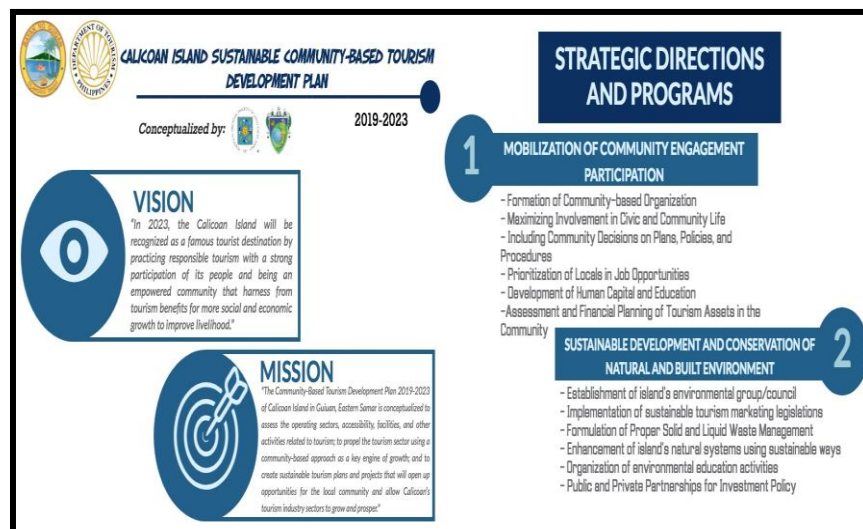 CALICOAN ISLAND SUSTAINABLE COMMUNITY-BASED TOURISM
DEVELOPMENT PLAN
Conceptualized by:
2019-2023
VISION
"In 2023, the Calicoan Island will be
recognized as a famous tourist destination by
practicing responsible tourism with a strong
participation of its people and being an
empowered community that harness from
tourism benefits for more social and economic
growth to improve livelihood."
MISSION
"The Community-Based Tourism Development Plan 2019-2023
of Calicoan Island in Guiuan, Eastern Samar is conceptualized to
assess the operating sectors, accessibility, facilities, and other
activities related to tourism; to propel the tourism sector using a
community-based approach as a key engine of growth; and to
create sustainable tourism plans and projects that will open up
opportunities for the local community and allow Calicoan's
tourism industry sectors to grow and prosper."
STRATEGIC DIRECTIONS
AND PROGRAMS
1
MOBILIZATION OF COMMUNITY ENGAGEMENT
PARTICIPATION
- Formation of Community-based Organization
- Maximizing Involvement in Civic and Community Life
- Including Community Decisions on Plans, Policies, and
Procedures
- Prioritization of Locals in Job Opportunities
- Development of Human Capital and Education
-Assessment and Financial Planning of Tourism Assets in the
Community
2
SUSTAINABLE DEVELOPMENT AND CONSERVATION OF
NATURAL AND BUILT ENVIRONMENT
- Establishment of island's environmental group/council
- Implementation of sustainable tourism marketing legislations
- Formulation of Proper Solid and Liquid Waste Management
- Enhancement of island's natural systems using sustainable ways
- Organization of environmental education activities
- Public and Private Partnerships for Investment Policy
DEPARTMENT OF TOURISM
PHILIPPINES